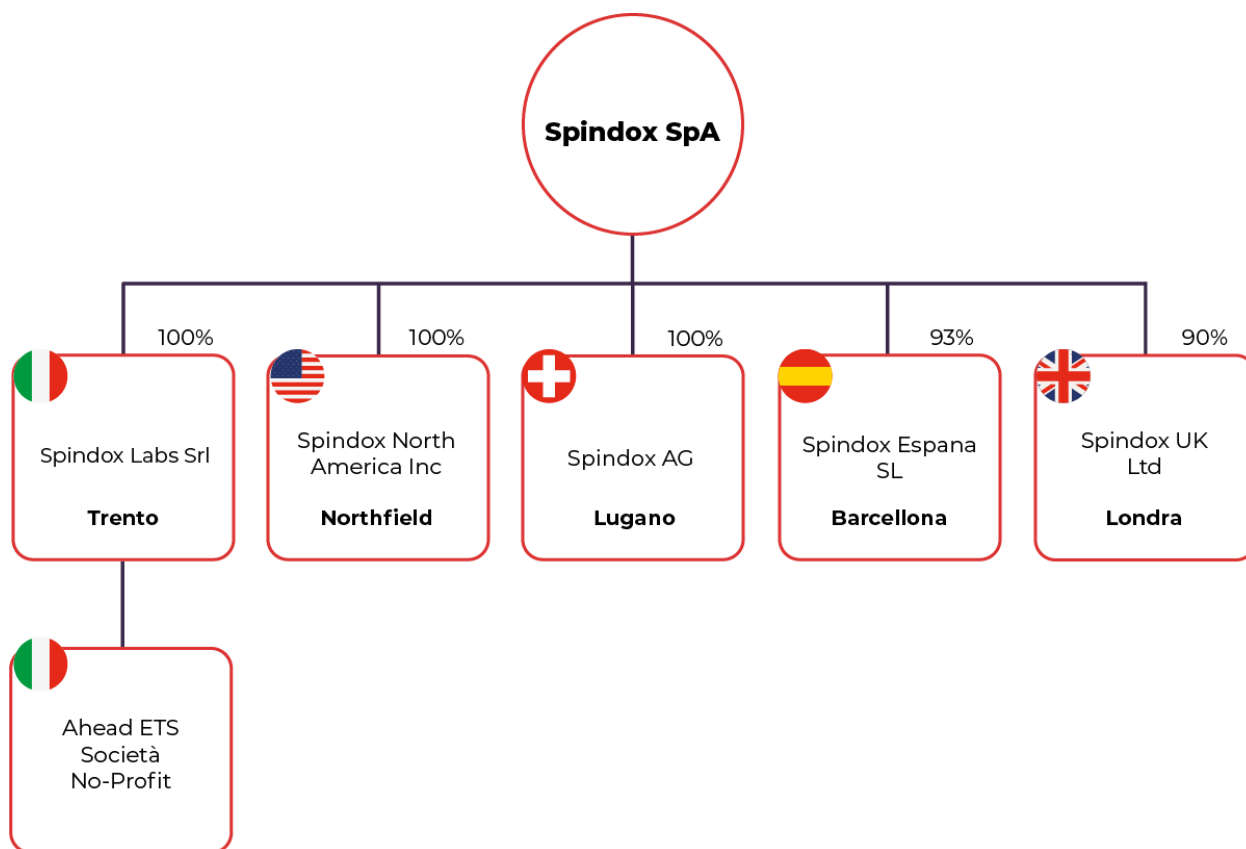 Spindox SpA
100%
100%
100%
93%
90%
Spindox Labs Srl
Trento
Spindox North
America Inc
Northfield
Spindox AG
Lugano
Spindox Espana
SL
Barcellona
Spindox UK
Ltd
Londra
Ahead ETS
Società
No-Profit